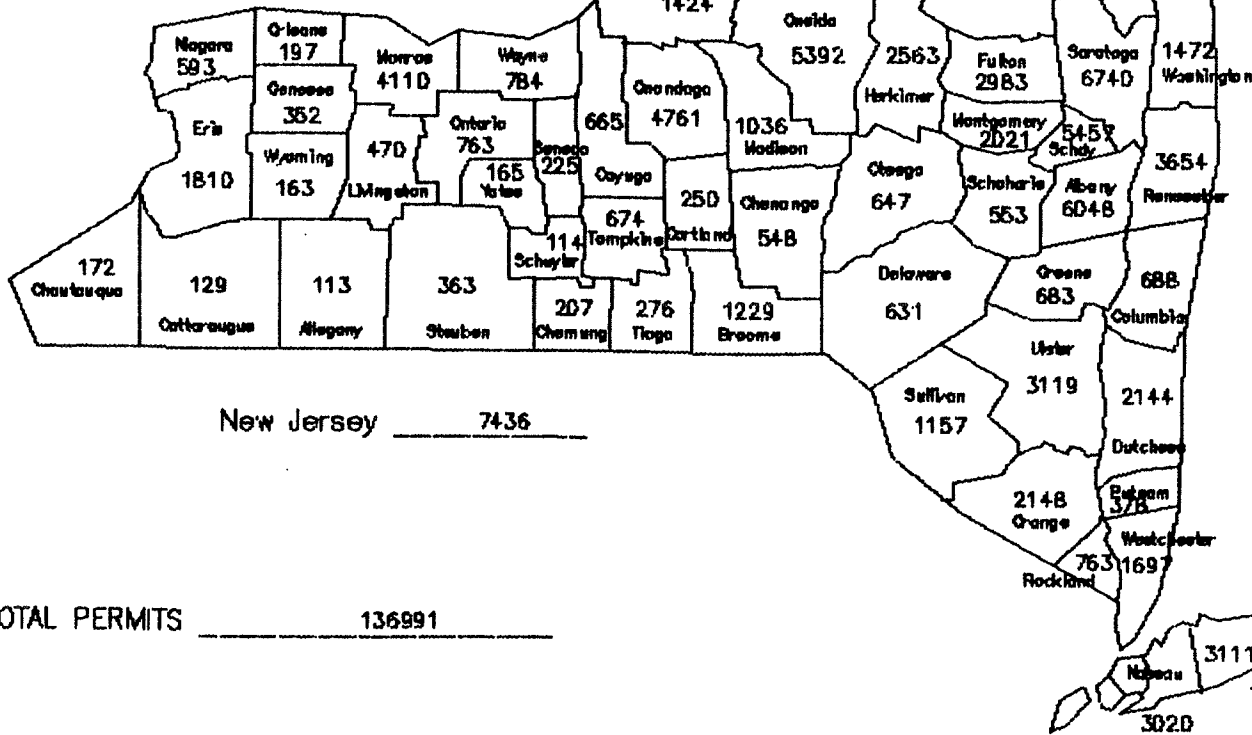 1424
Oneida
5392
Niagara
593
Orleans
197
Monroe
4110
Wayne
784
2563
Herkimer
Fulton
2983
Saratoga
6740
1472
Washington
Genesee
352
Onondaga
4761
665
Cayuga
1036
Madison
Montgomery
2021
5457
Schdy
Erie
1810
Wyoming
163
470
Livingston
Ontario
763
Seneca
225
165
Yates
250
Cortland
Chenango
548
Otsego
647
Schoharie
553
Albany
6048
3654
Rensselaer
674
Tompkins
114
Schuyler
172
Chautauqua
129
Cattaraugus
113
Allegany
363
Steuben
207
Chemung
276
Tioga
1229
Broome
Delaware
631
Greene
683
688
Columbia
Ulster
3119
Sullivan
1157
2144
Dutchess
New Jersey 7436
2148
Orange
Putnam
378
Westchester
1697
763
Rockland
OTAL PERMITS 136991
Nassau
3111
3020